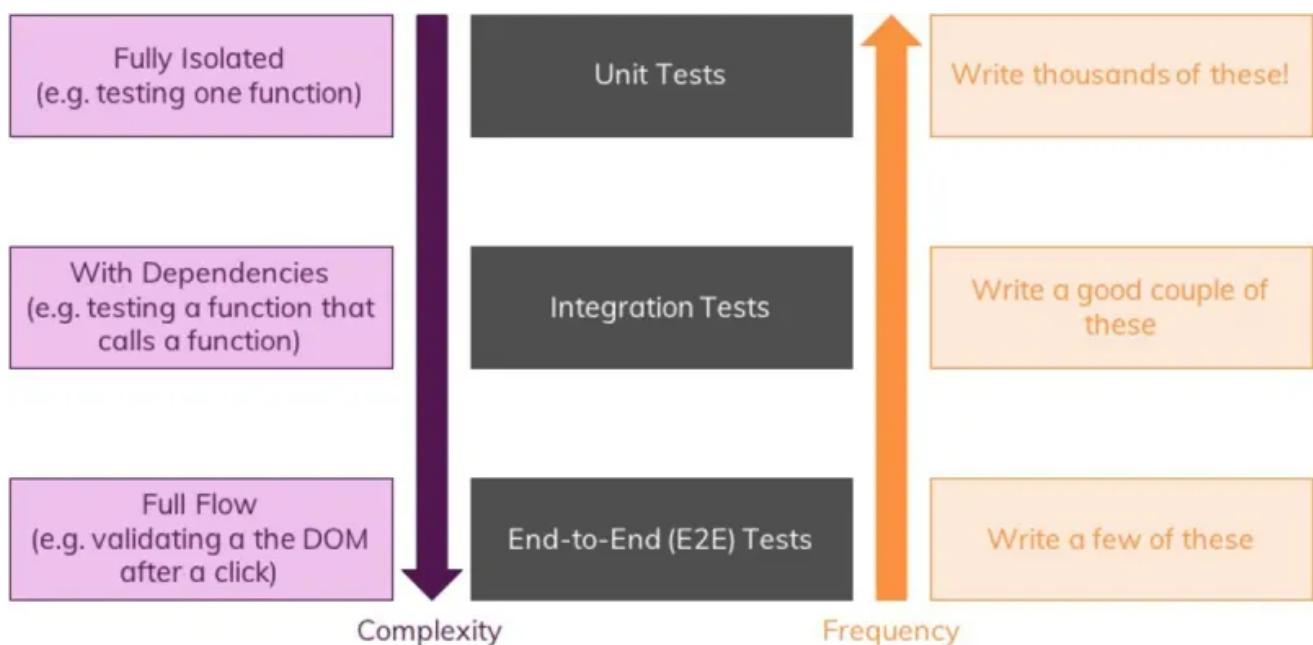 Fully Isolated
(e.g. testing one function)
Unit Tests
Write thousands of these!
With Dependencies
(e.g. testing a function that
calls a function)
Integration Tests
Write a good couple of
these
Full Flow
(e.g. validating a the DOM
after a click)
End-to-End (E2E) Tests
Write a few of these
Complexity
Frequency